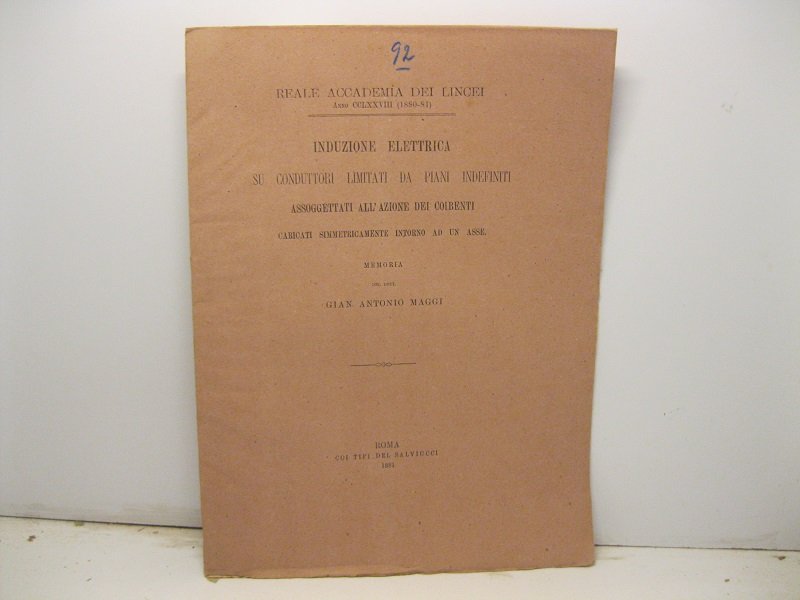 92
REALE ACCADEMIA DEI LINCEI
ANNO CCLXXVIII (1880-81)
INDUZIONE ELETTRICA
SU CONDUTTORI LIMITATI DA PIANI INDEFINITI
ASSOGGETTATI ALL'AZIONE DEI COIBENTI
CARICATI SIMMETRICAMENTE INTORNO AD UN ASSE.
MEMORIA
DEL DOTT.
GIAN ANTONIO MAGGI
ROMA
COI TIPI DEL SALVIUCCI
1881